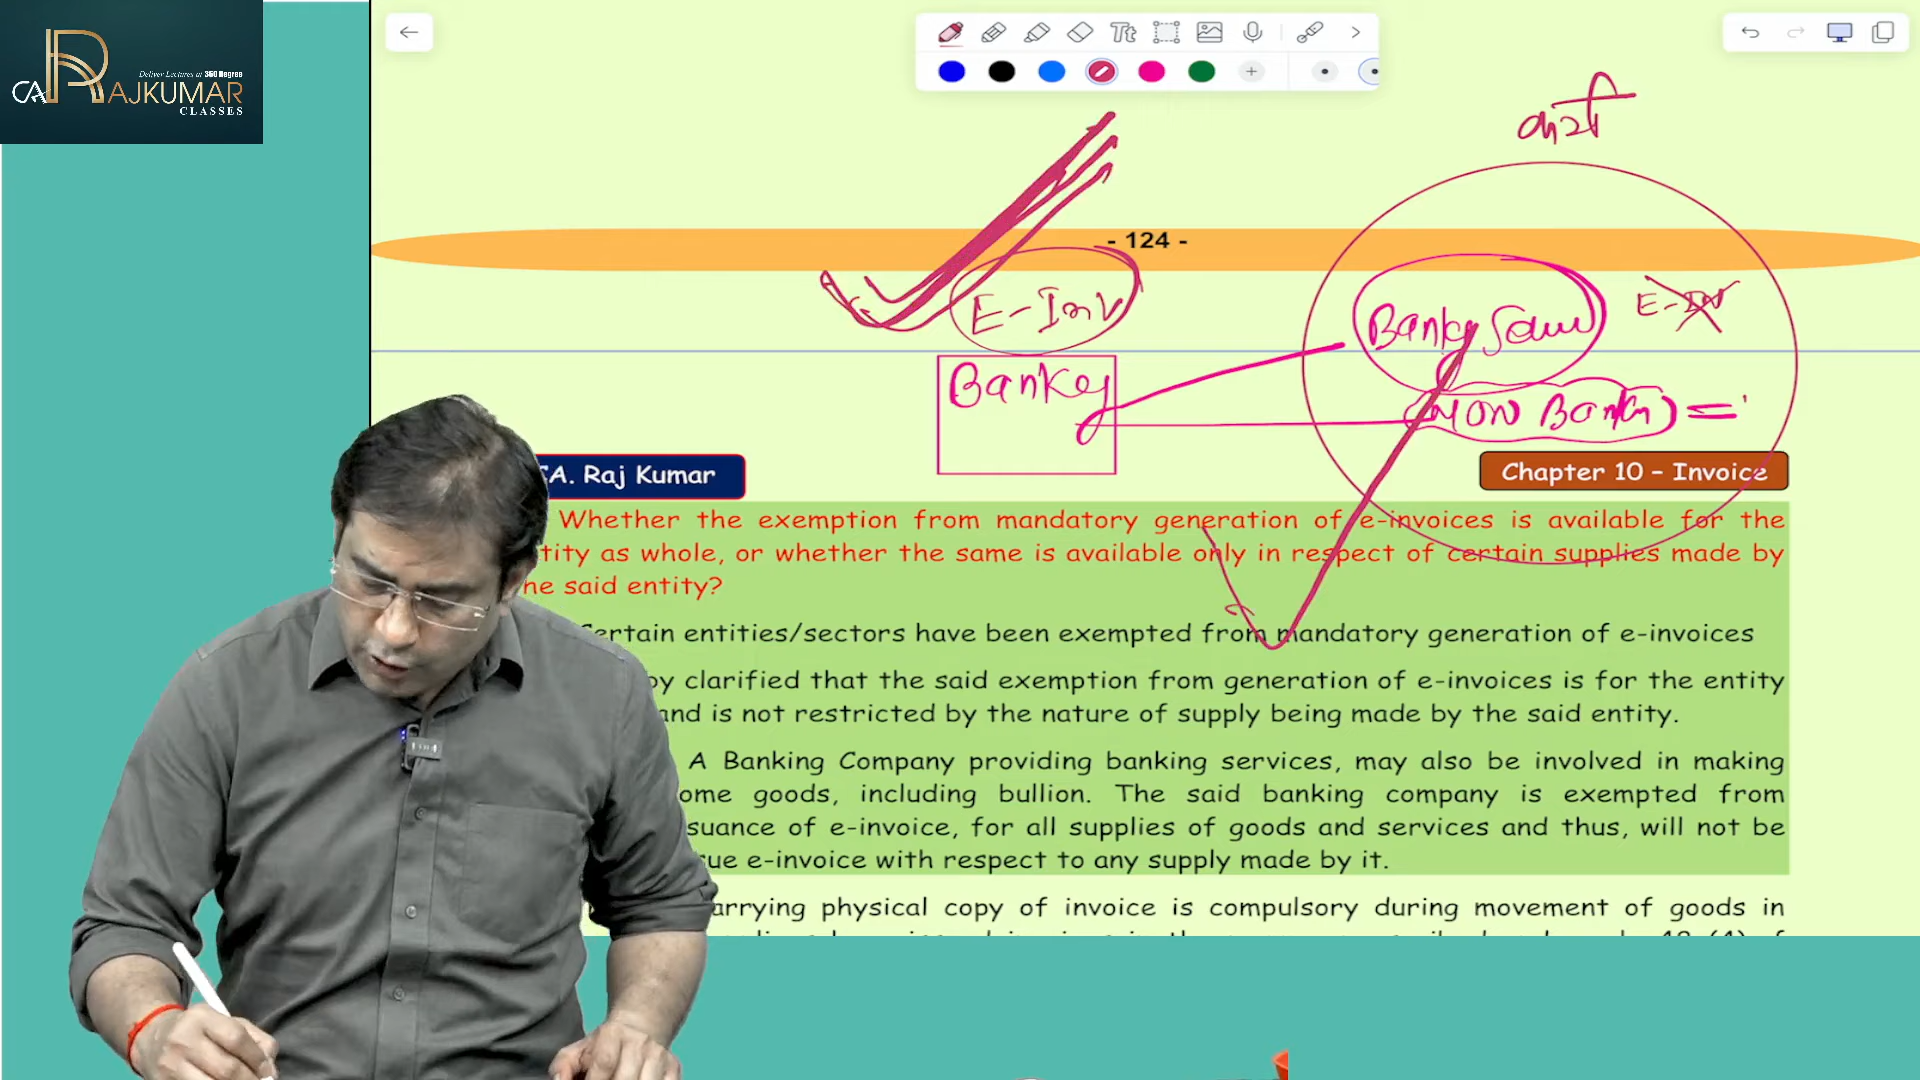 Deliver Lectures at 360 Degree
CA RAJKUMAR
CLASSES
Tt
- 124 -
E-Inv
E-Inv
Non Banking) =
CA. Raj Kumar
Chapter 10 – Invoice
Whether the exemption from mandatory generation of e-invoices is available for the
tity as whole, or whether the same is available only in respect of certain supplies made by
he said entity?
Certain entities/sectors have been exempted from mandatory generation of e-invoices
by clarified that the said exemption from generation of e-invoices is for the entity
and is not restricted by the nature of supply being made by the said entity.
A Banking Company providing banking services, may also be involved in making
ome goods, including bullion. The said banking company is exempted from
suance of e-invoice, for all supplies of goods and services and thus, will not be
sue e-invoice with respect to any supply made by it.
arrying physical copy of invoice is compulsory during movement of goods in